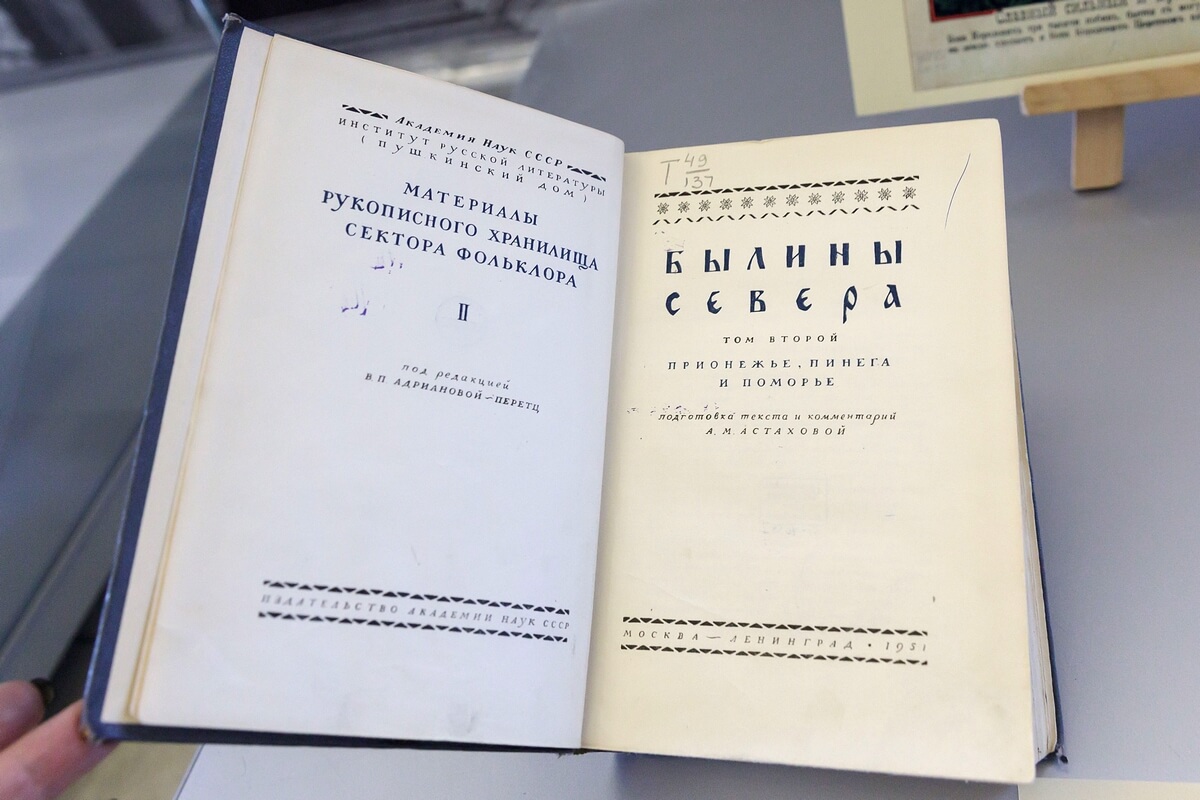 Академия Наук СССР
ИНСТИТУТ РУССКОЙ ЛИТЕРАТУРЫ
( ПУШКИНСКИЙ ДОМ )
МАТЕРИАЛЫ
РУКОПИСНОГО ХРАНИЛИЩА
СЕКТОРА ФОЛЬКЛОРА
II
под редакцией
В. П. АДРИАНОВОЙ—ПЕРЕТЦ
ИЗДАТЕЛЬСТВО АКАДЕМИИ НАУК СССР
Т 49
137
БЫЛИНЫ
СЕВЕРА
ТОМ ВТОРОЙ
ПРИОНЕЖЬЕ, ПИНЕГА
И ПОМОРЬЕ
подготовка текста и комментарий
А. М. АСТАХОВОЙ
МОСКВА — ЛЕНИНГРАД • 1951